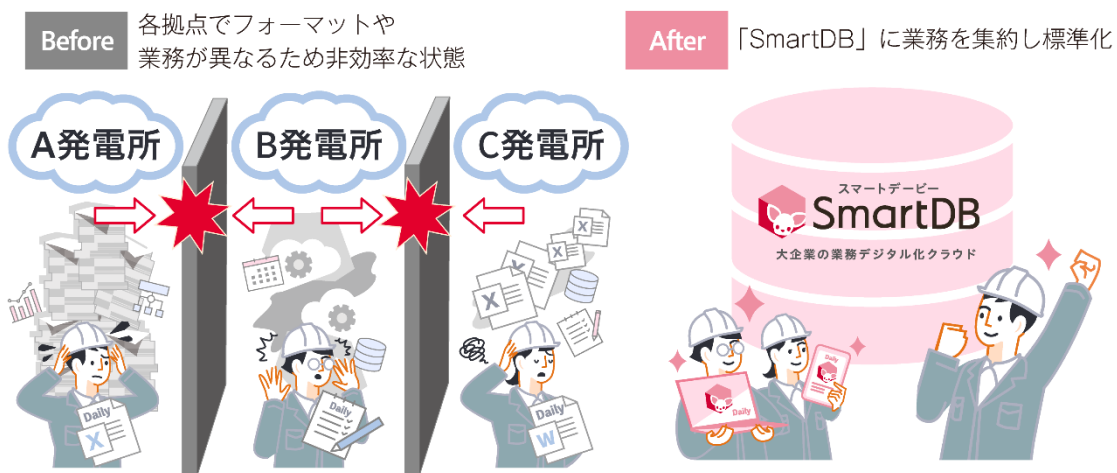 Before
各拠点でフォーマットや
業務が異なるため非効率な状態
A発電所
B発電所
C発電所
X
X
X
X
Daily
X
Daily
Daily
W
After
「SmartDB」に業務を集約し標準化
スマートデービー
SmartDB
大企業の業務デジタル化クラウド
Daily
Daily